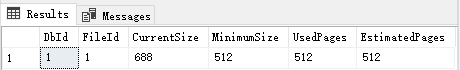 Results Messages
DbId FileId CurrentSize MinimumSize UsedPages EstimatedPages
1 1 1 688 512 512 512